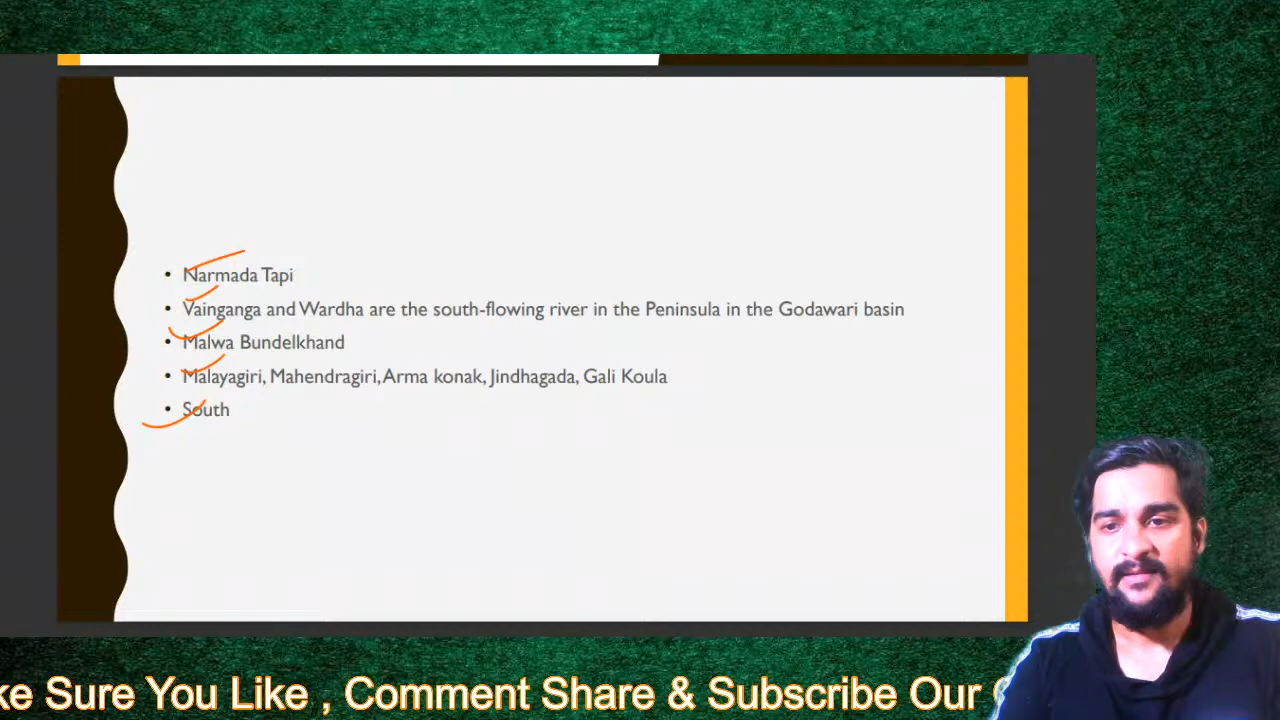 • Narmada Tapi
• Vainganga and Wardha are the south-flowing river in the Peninsula in the Godawari basin
• Malwa Bundelkhand
• Malayagiri, Mahendragiri, Arma konak, Jindhagada, Gali Koula
• South
ke Sure You Like , Comment Share & Subscribe Our